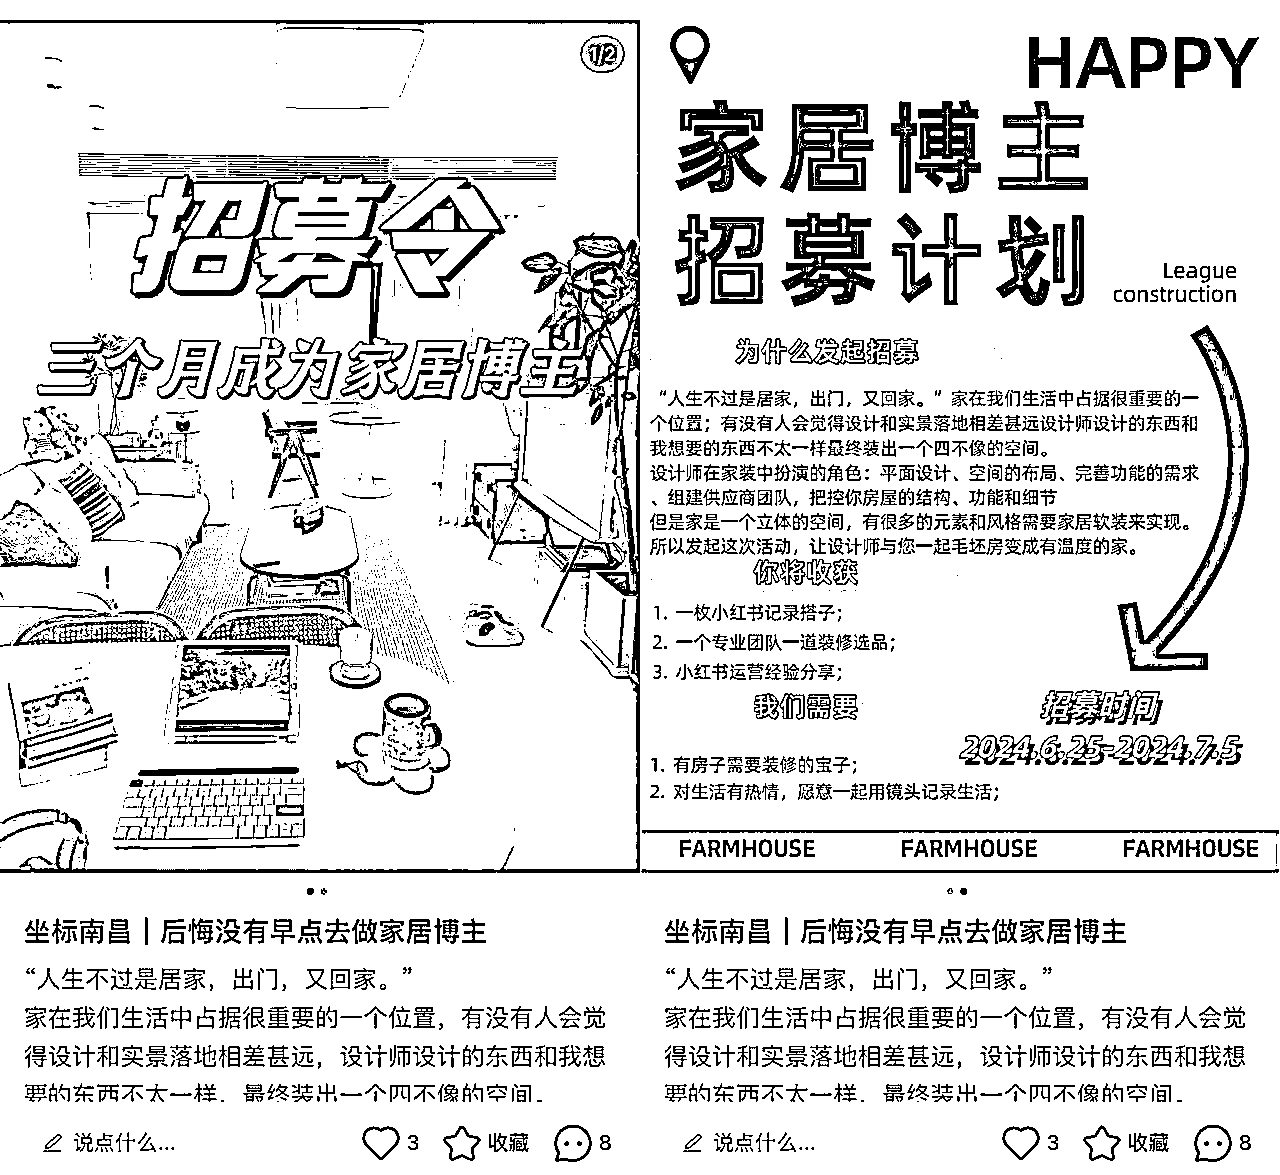 1/2
招募令
三个月成为家居博主
坐标南昌｜后悔没有早点去做家居博主
“人生不过是居家，出门，又回家。”
家在我们生活中占据很重要的一个位置，有没有人会觉
得设计和实景落地相差甚远，设计师设计的东西和我想
要的东西不太一样，最终装出一个四不像的空间。
说点什么...
3
收藏
8
HAPPY
家居博主
招募计划
League
construction
为什么发起招募
“人生不过是居家，出门，又回家。”家在我们生活中占据很重要的一
个位置；有没有人会觉得设计和实景落地相差甚远设计师设计的东西和
我想要的东西不太一样最终装出一个四不像的空间。
设计师在家装中扮演的角色：平面设计、空间的布局、完善功能的需求
、组建供应商团队，把控你房屋的结构、功能和细节
但是家是一个立体的空间，有很多的元素和风格需要家居软装来实现。
所以发起这次活动，让设计师与您一起毛坯房变成有温度的家。
你将收获
1. 一枚小红书记录搭子；
2. 一个专业团队一道装修选品；
3. 小红书运营经验分享；
我们需要
1. 有房子需要装修的宝子；
2. 对生活有热情，愿意一起用镜头记录生活；
招募时间
2024.6.25-2024.7.5
FARMHOUSE FARMHOUSE FARMHOUSE
坐标南昌｜后悔没有早点去做家居博主
“人生不过是居家，出门，又回家。”
家在我们生活中占据很重要的一个位置，有没有人会觉
得设计和实景落地相差甚远，设计师设计的东西和我想
要的东西不太一样，最终装出一个四不像的空间。
说点什么...
3
收藏
8